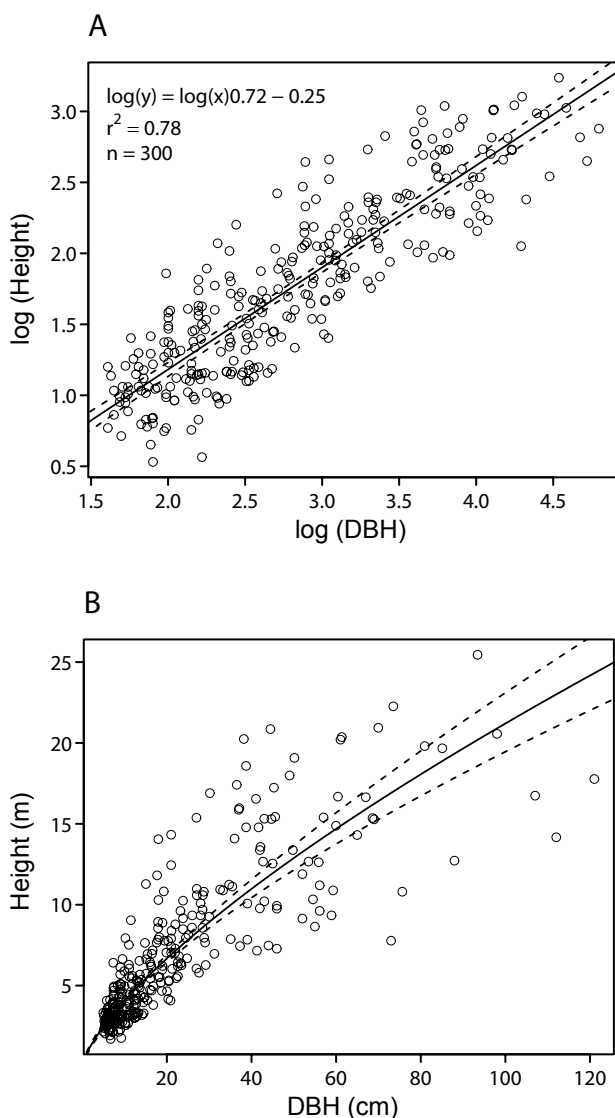 A
log(y) = log(x)0.72 − 0.25
r² = 0.78
n = 300
3.0
2.5
2.0
1.5
1.0
0.5
log (Height)
1.5 2.0 2.5 3.0 3.5 4.0 4.5
log (DBH)
B
25
20
15
10
5
Height (m)
20 40 60 80 100 120
DBH (cm)